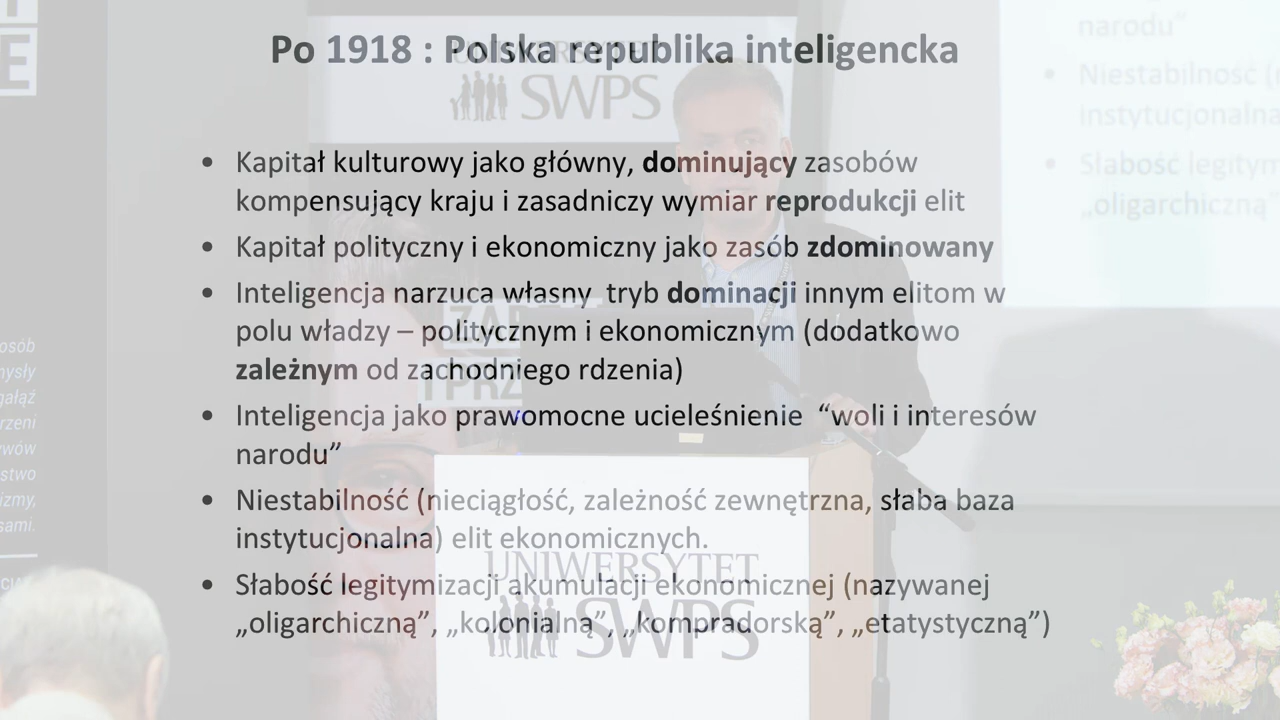 Po 1918 : Polska republika inteligencka
UNIWERSYTET
SWPS
• Kapitał kulturowy jako główny, dominujący zasobów
kompensujący kraju i zasadniczy wymiar reprodukcji elit
• Kapitał polityczny i ekonomiczny jako zasób zdominowany
• Inteligencja narzuca własny tryb dominacji innym elitom w
polu władzy – politycznym i ekonomicznym (dodatkowo
zależnym od zachodniego rdzenia)
• Inteligencja jako prawomocne ucieleśnienie “woli i interesów
narodu”
• Niestabilność (nieciągłość, zależność zewnętrzna, słaba baza
instytucjonalna) elit ekonomicznych.
• Słabość legitymizacji akumulacji ekonomicznej (nazywanej
„oligarchiczną”, „kolonialną”, „kompradorską”, „etatystyczną”)
UNIWERSYTET
SWPS
narodu”
• Niestabilność
instytucjonalna
• Słabość
„oligarchiczną”